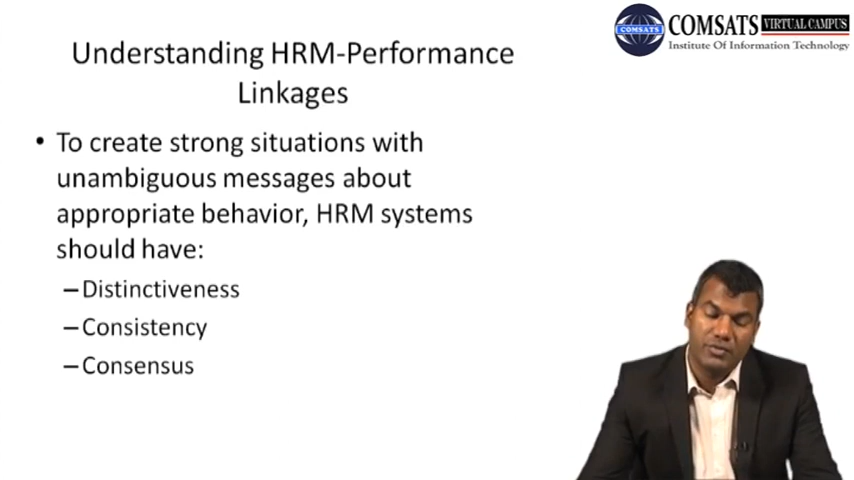 COMSATS VIRTUAL CAMPUS
COMSATS
Institute Of Information Technology
Understanding HRM-Performance
Linkages
• To create strong situations with
unambiguous messages about
appropriate behavior, HRM systems
should have:
–Distinctiveness
–Consistency
–Consensus